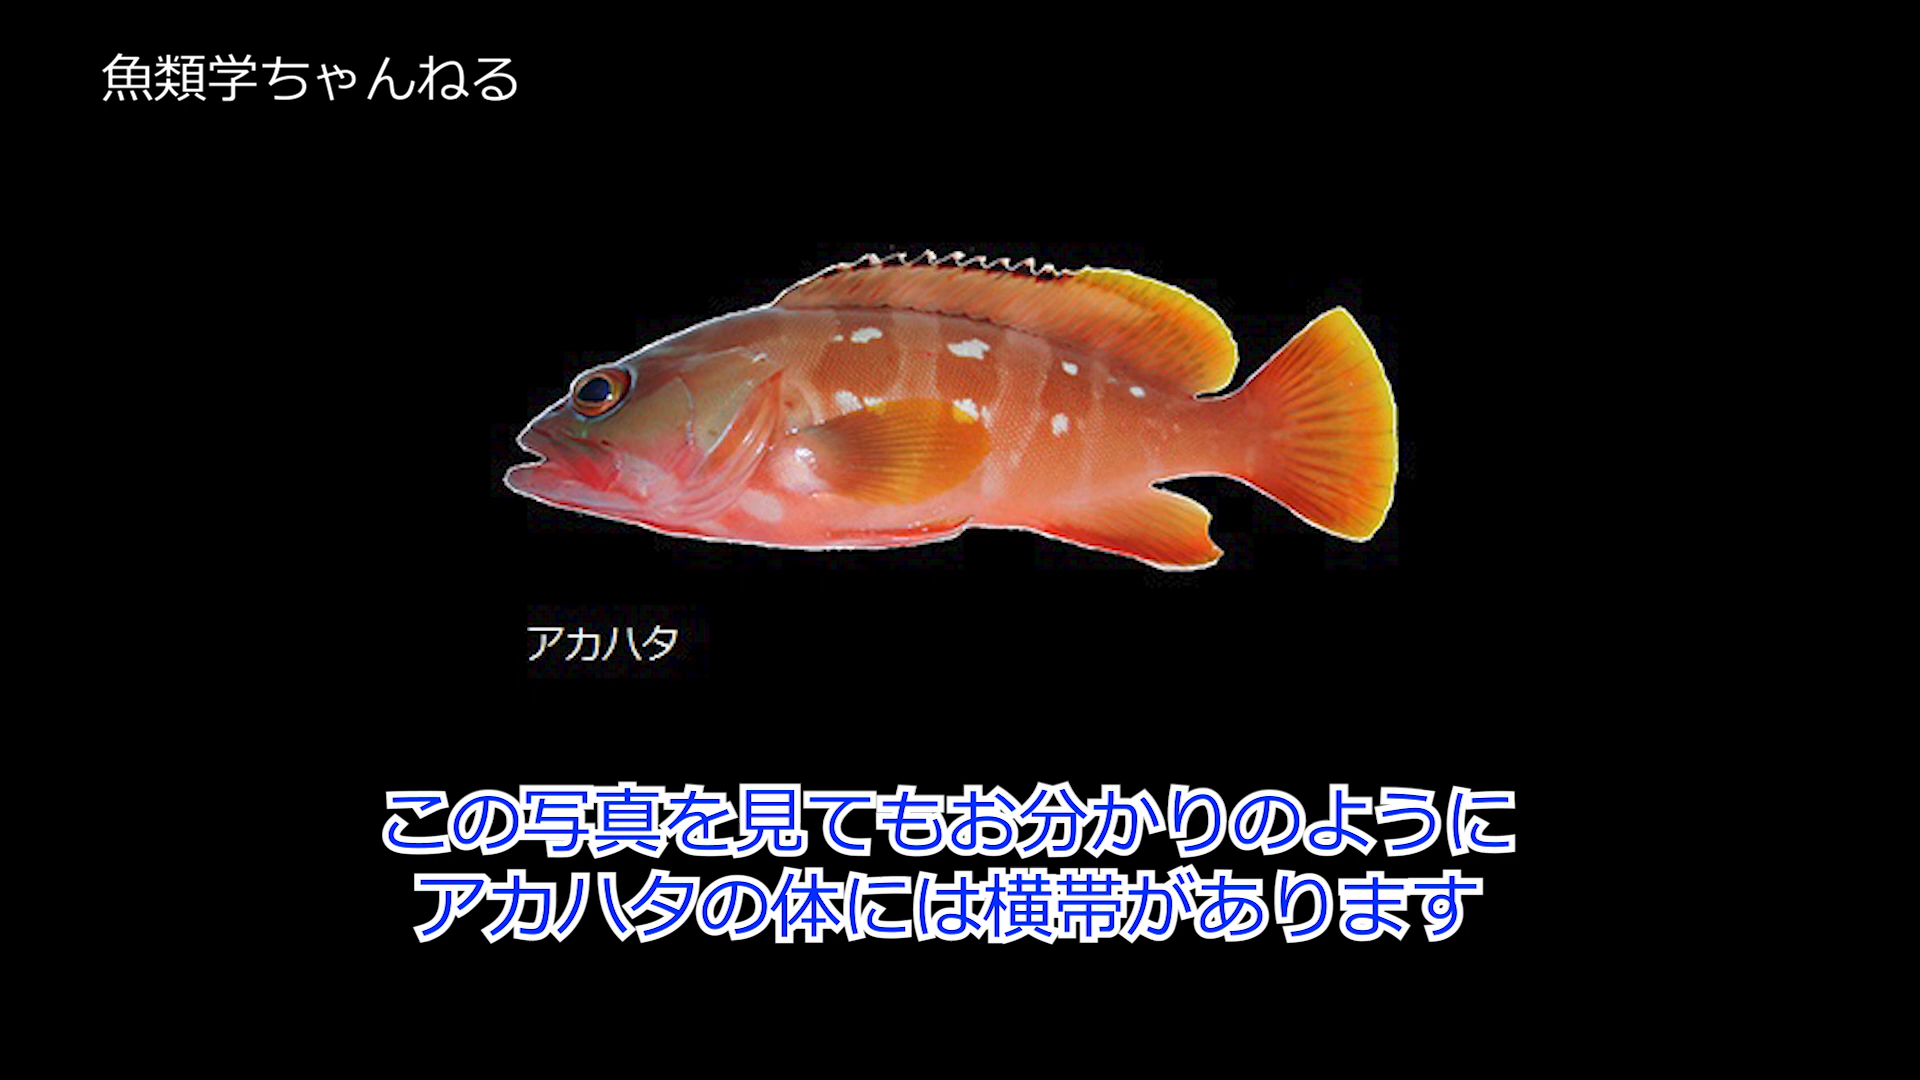 魚類学ちゃんねる
アカハタ
この写真を見てもお分かりのように
アカハタの体には横帯があります